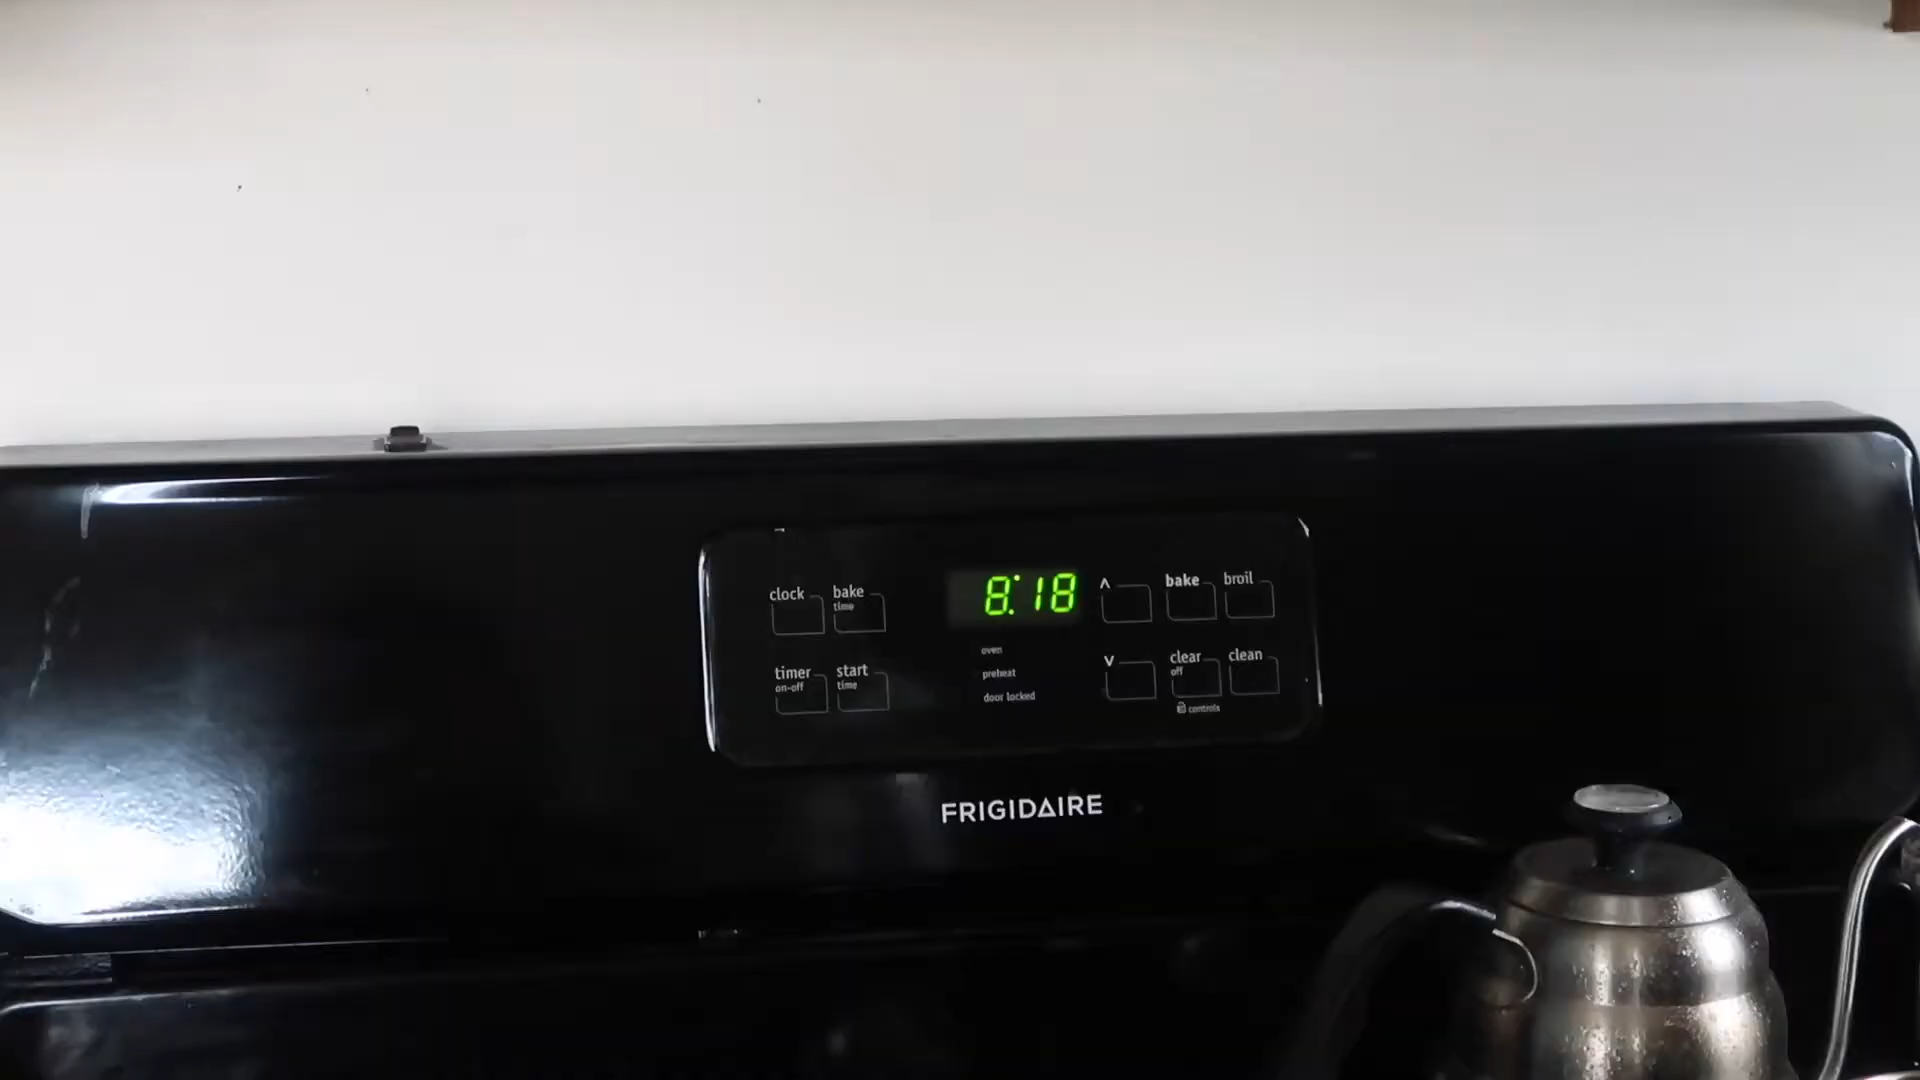 clock
bake
time
8:18
^
bake
broil
timer
on-off
start
time
oven
preheat
door locked
v
clear
off
clean
controls
FRIGIDAIRE